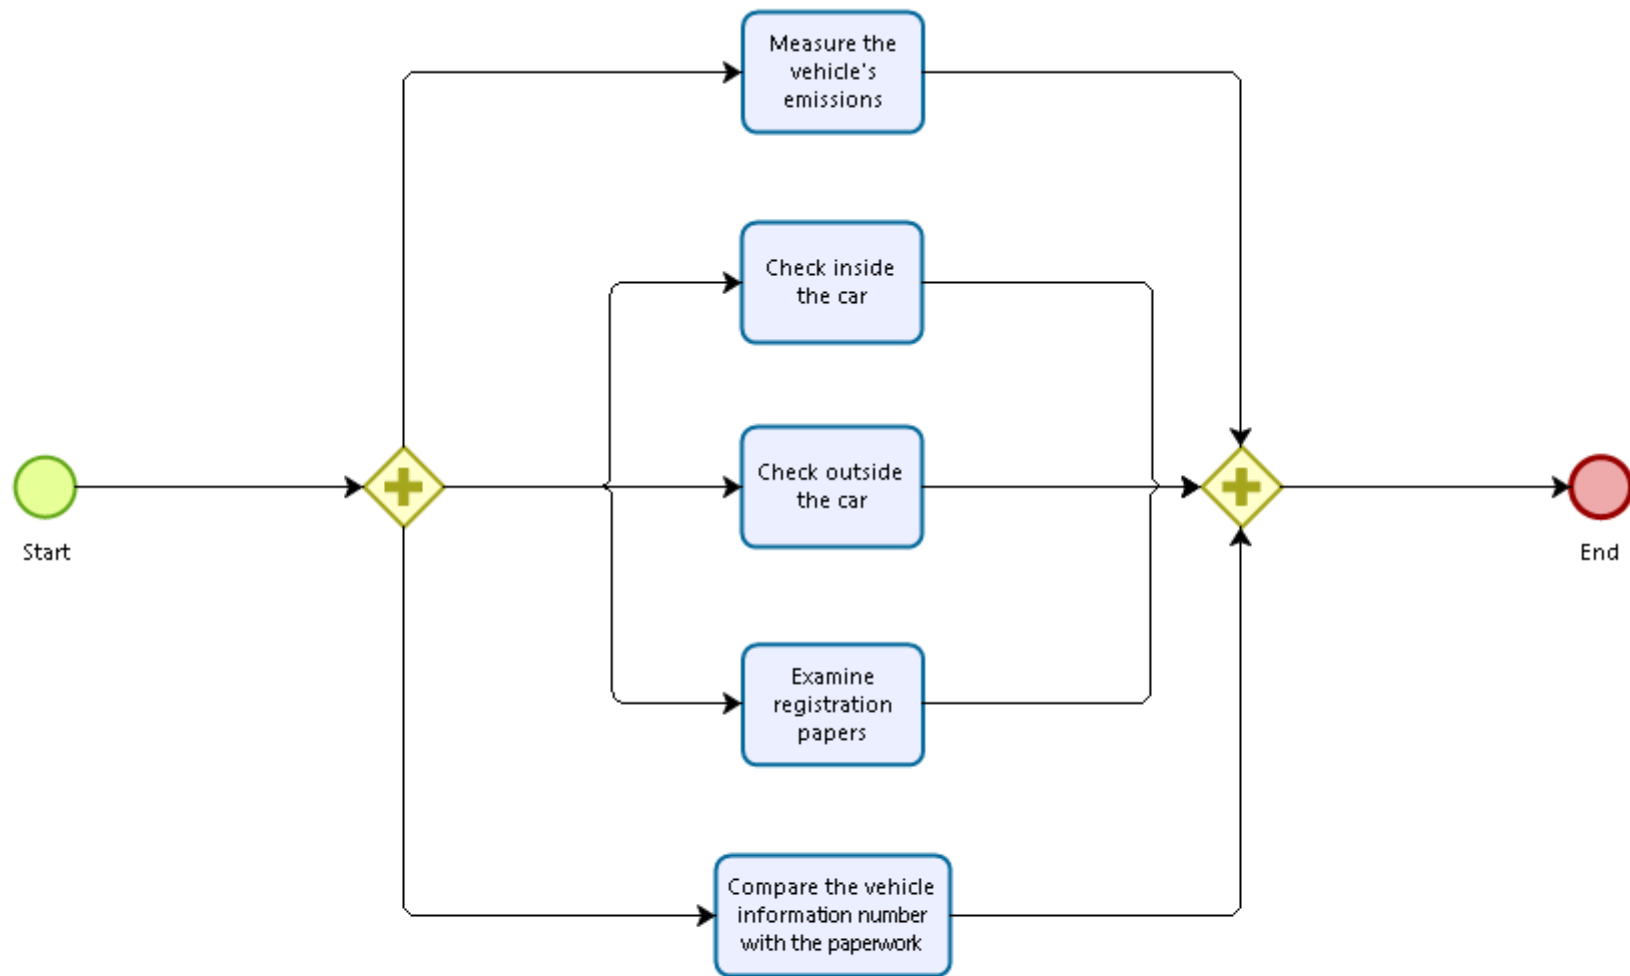 Measure the
vehicle's
emissions
Check inside
the car
Check outside
the car
Start
End
Examine
registration
papers
Compare the vehicle
information number
with the paperwork